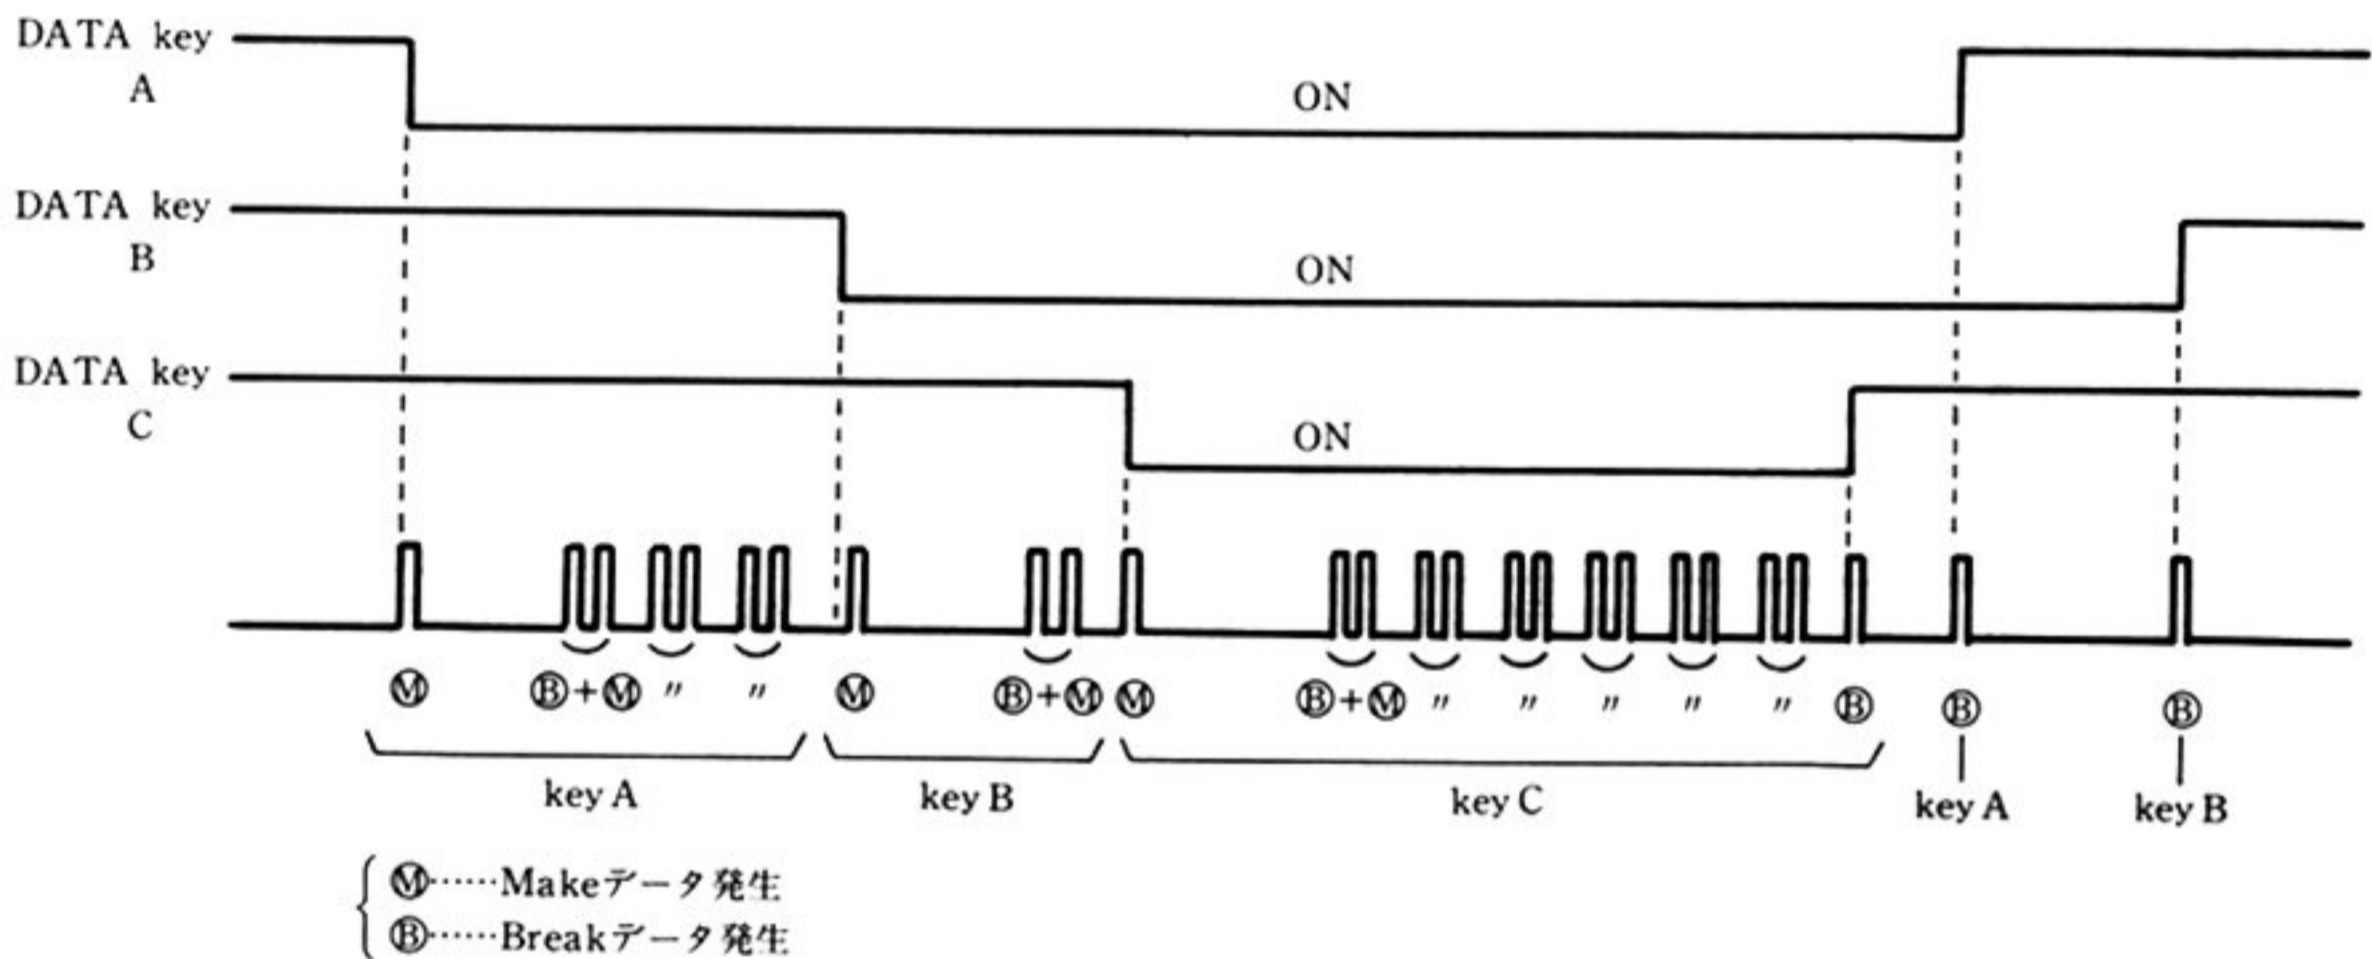 DATA key
A
ON
DATA key
B
ON
DATA key
C
ON
Ⓜ Ⓑ+Ⓜ 〃 〃 Ⓜ Ⓑ+Ⓜ Ⓜ Ⓑ+Ⓜ 〃 〃 〃 〃 〃 Ⓑ Ⓑ Ⓑ
key A key B key C key A key B
Ⓜ……Makeデータ発生
Ⓑ……Breakデータ発生